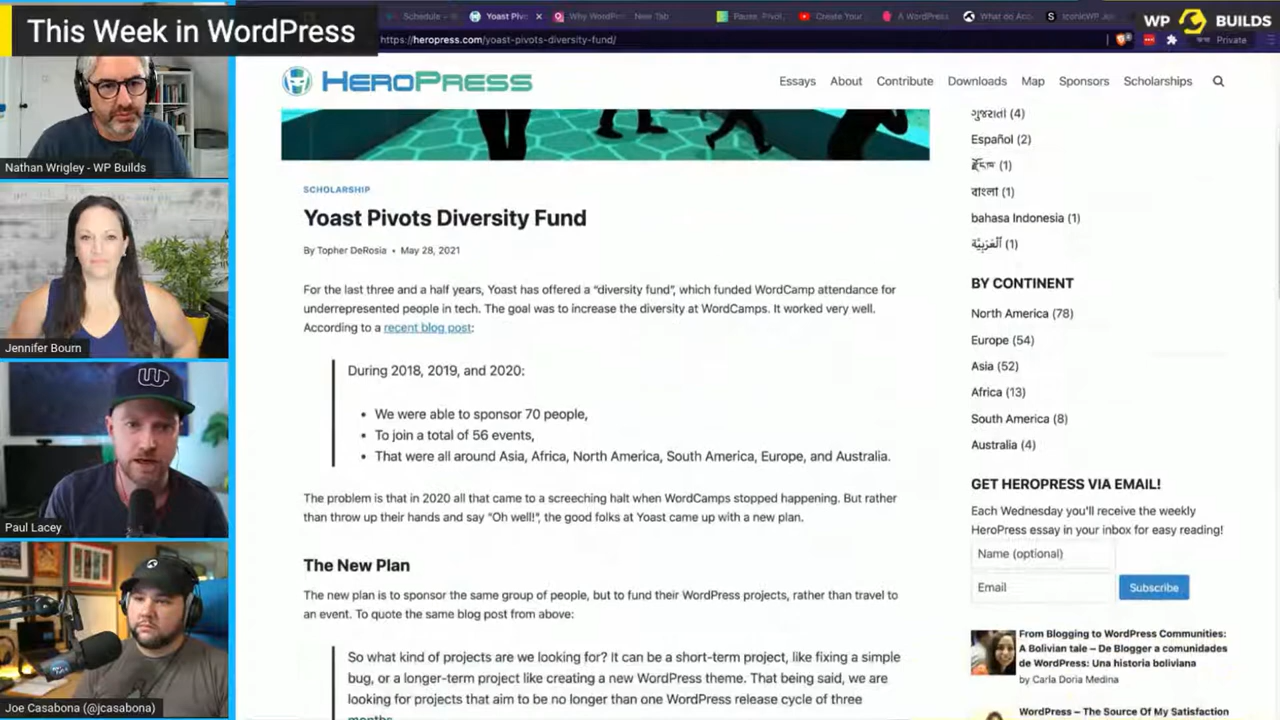 This Week in WordPress
Schedule -
Yoast Piv
Why WordPr
New Tab
Pause, Pivot,
Create Your
A WordPress
What do Acc
WP BUILDS
https://heropress.com/yoast-pivots-diversity-fund/
Private
HEROPRESS
Essays
About
Contribute
Downloads
Map
Sponsors
Scholarships
Nathan Wrigley - WP Builds
Jennifer Bourn
Paul Lacey
Joe Casabona (@jcasabona)
SCHOLARSHIP
Yoast Pivots Diversity Fund
By Topher DeRosia • May 28, 2021
For the last three and a half years, Yoast has offered a “diversity fund”, which funded WordCamp attendance for
underrepresented people in tech. The goal was to increase the diversity at WordCamps. It worked very well.
According to a recent blog post:
During 2018, 2019, and 2020:
• We were able to sponsor 70 people,
• To join a total of 56 events,
• That were all around Asia, Africa, North America, South America, Europe, and Australia.
The problem is that in 2020 all that came to a screeching halt when WordCamps stopped happening. But rather
than throw up their hands and say “Oh well!”, the good folks at Yoast came up with a new plan.
The New Plan
The new plan is to sponsor the same group of people, but to fund their WordPress projects, rather than travel to
an event. To quote the same blog post from above:
So what kind of projects are we looking for? It can be a short-term project, like fixing a simple
bug, or a longer-term project like creating a new WordPress theme. That being said, we are
looking for projects that aim to be no longer than one WordPress release cycle of three
months.
ગુજરાતી (4)
Español (2)
རྫོང་ཁ (1)
বাংলা (1)
bahasa Indonesia (1)
اَلْعَرَبِيَّة (1)
BY CONTINENT
North America (78)
Europe (54)
Asia (52)
Africa (13)
South America (8)
Australia (4)
GET HEROPRESS VIA EMAIL!
Each Wednesday you'll receive the weekly
HeroPress essay in your inbox for easy reading!
Name (optional)
Email
Subscribe
From Blogging to WordPress Communities:
A Bolivian tale – De Blogger a comunidades
de WordPress: Una historia boliviana
by Carla Doria Medina
WordPress – The Source Of My Satisfaction